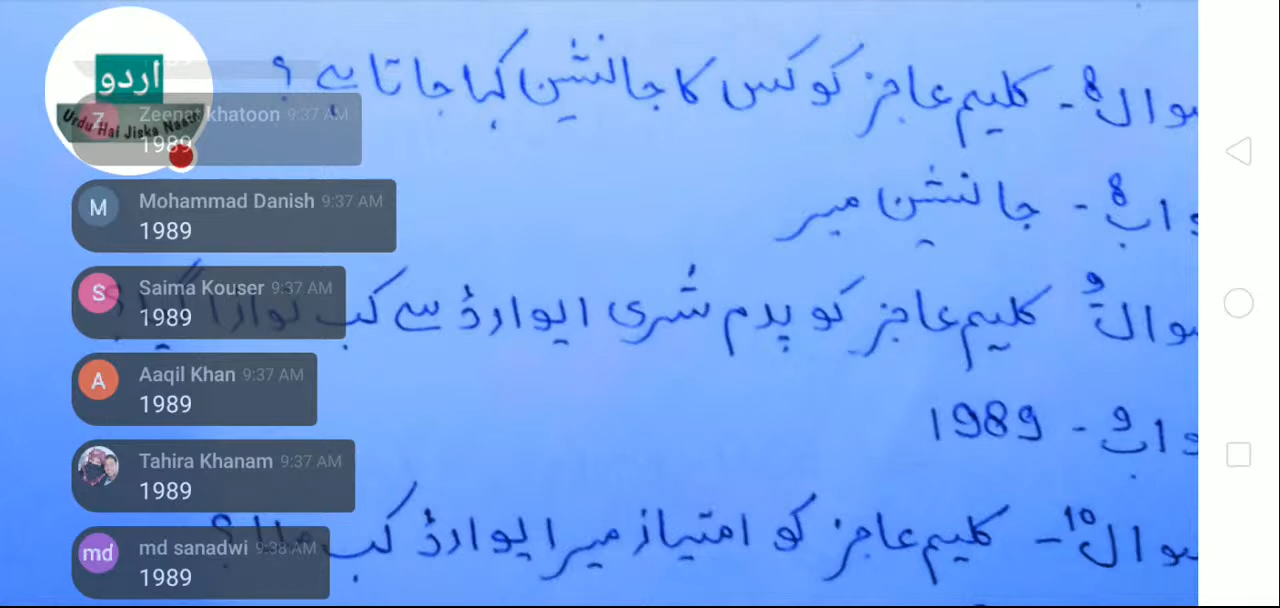 سوال 8- کلیم عاجز کو کس کا جانشین کہا جاتا ہے ؟
جواب 8- جانشین میر
سوال 9 کلیم عاجز کو پدم شری ایوارڈ سے کب نوازا گیا؟
جواب 9- 1989
سوال 10- کلیم عاجز کو امتیاز میر ایوارڈ کب ملا؟
اردو
Urdu Hai Jiska Naam
Z
Zeenat khatoon 9:37 AM
1989
M
Mohammad Danish 9:37 AM
1989
S
Saima Kouser 9:37 AM
1989
A
Aaqil Khan 9:37 AM
1989
Tahira Khanam 9:37 AM
1989
md
md sanadwi 9:38 AM
1989